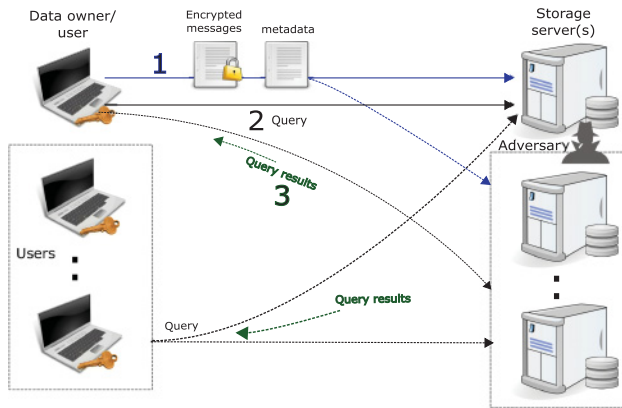 Data owner/
user
Encrypted
messages
metadata
Storage
server(s)
1
2 Query
Adversary
Query results
3
Users
Query results
Query